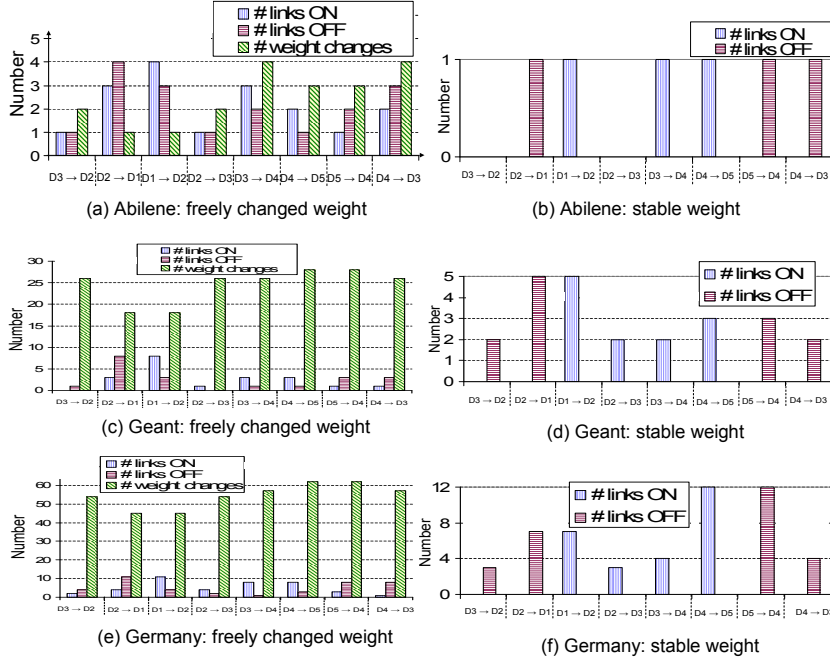 # links ON
# links OFF
# weight changes
Number
5
4
3
2
1
0
D3 → D2 D2 → D1 D1 → D2 D2 → D3 D3 → D4 D4 → D5 D5 → D4 D4 → D3
(a) Abilene: freely changed weight
# links ON
# links OFF
Number
1
0
D3 → D2 D2 → D1 D1 → D2 D2 → D3 D3 → D4 D4 → D5 D5 → D4 D4 → D3
(b) Abilene: stable weight
# links ON
# links OFF
# weight changes
Number
30
25
20
15
10
5
0
D3 → D2 D2 → D1 D1 → D2 D2 → D3 D3 → D4 D4 → D5 D5 → D4 D4 → D3
(c) Geant: freely changed weight
# links ON
# links OFF
Number
5
4
3
2
1
0
D3 → D2 D2 → D1 D1 → D2 D2 → D3 D3 → D4 D4 → D5 D5 → D4 D4 → D3
(d) Geant: stable weight
# links ON
# links OFF
# weight changes
Number
60
50
40
30
20
10
0
D3 → D2 D2 → D1 D1 → D2 D2 → D3 D3 → D4 D4 → D5 D5 → D4 D4 → D3
(e) Germany: freely changed weight
# links ON
# links OFF
Number
12
8
4
0
D3 → D2 D2 → D1 D1 → D2 D2 → D3 D3 → D4 D4 → D5 D5 → D4 D4 → D3
(f) Germany: stable weight